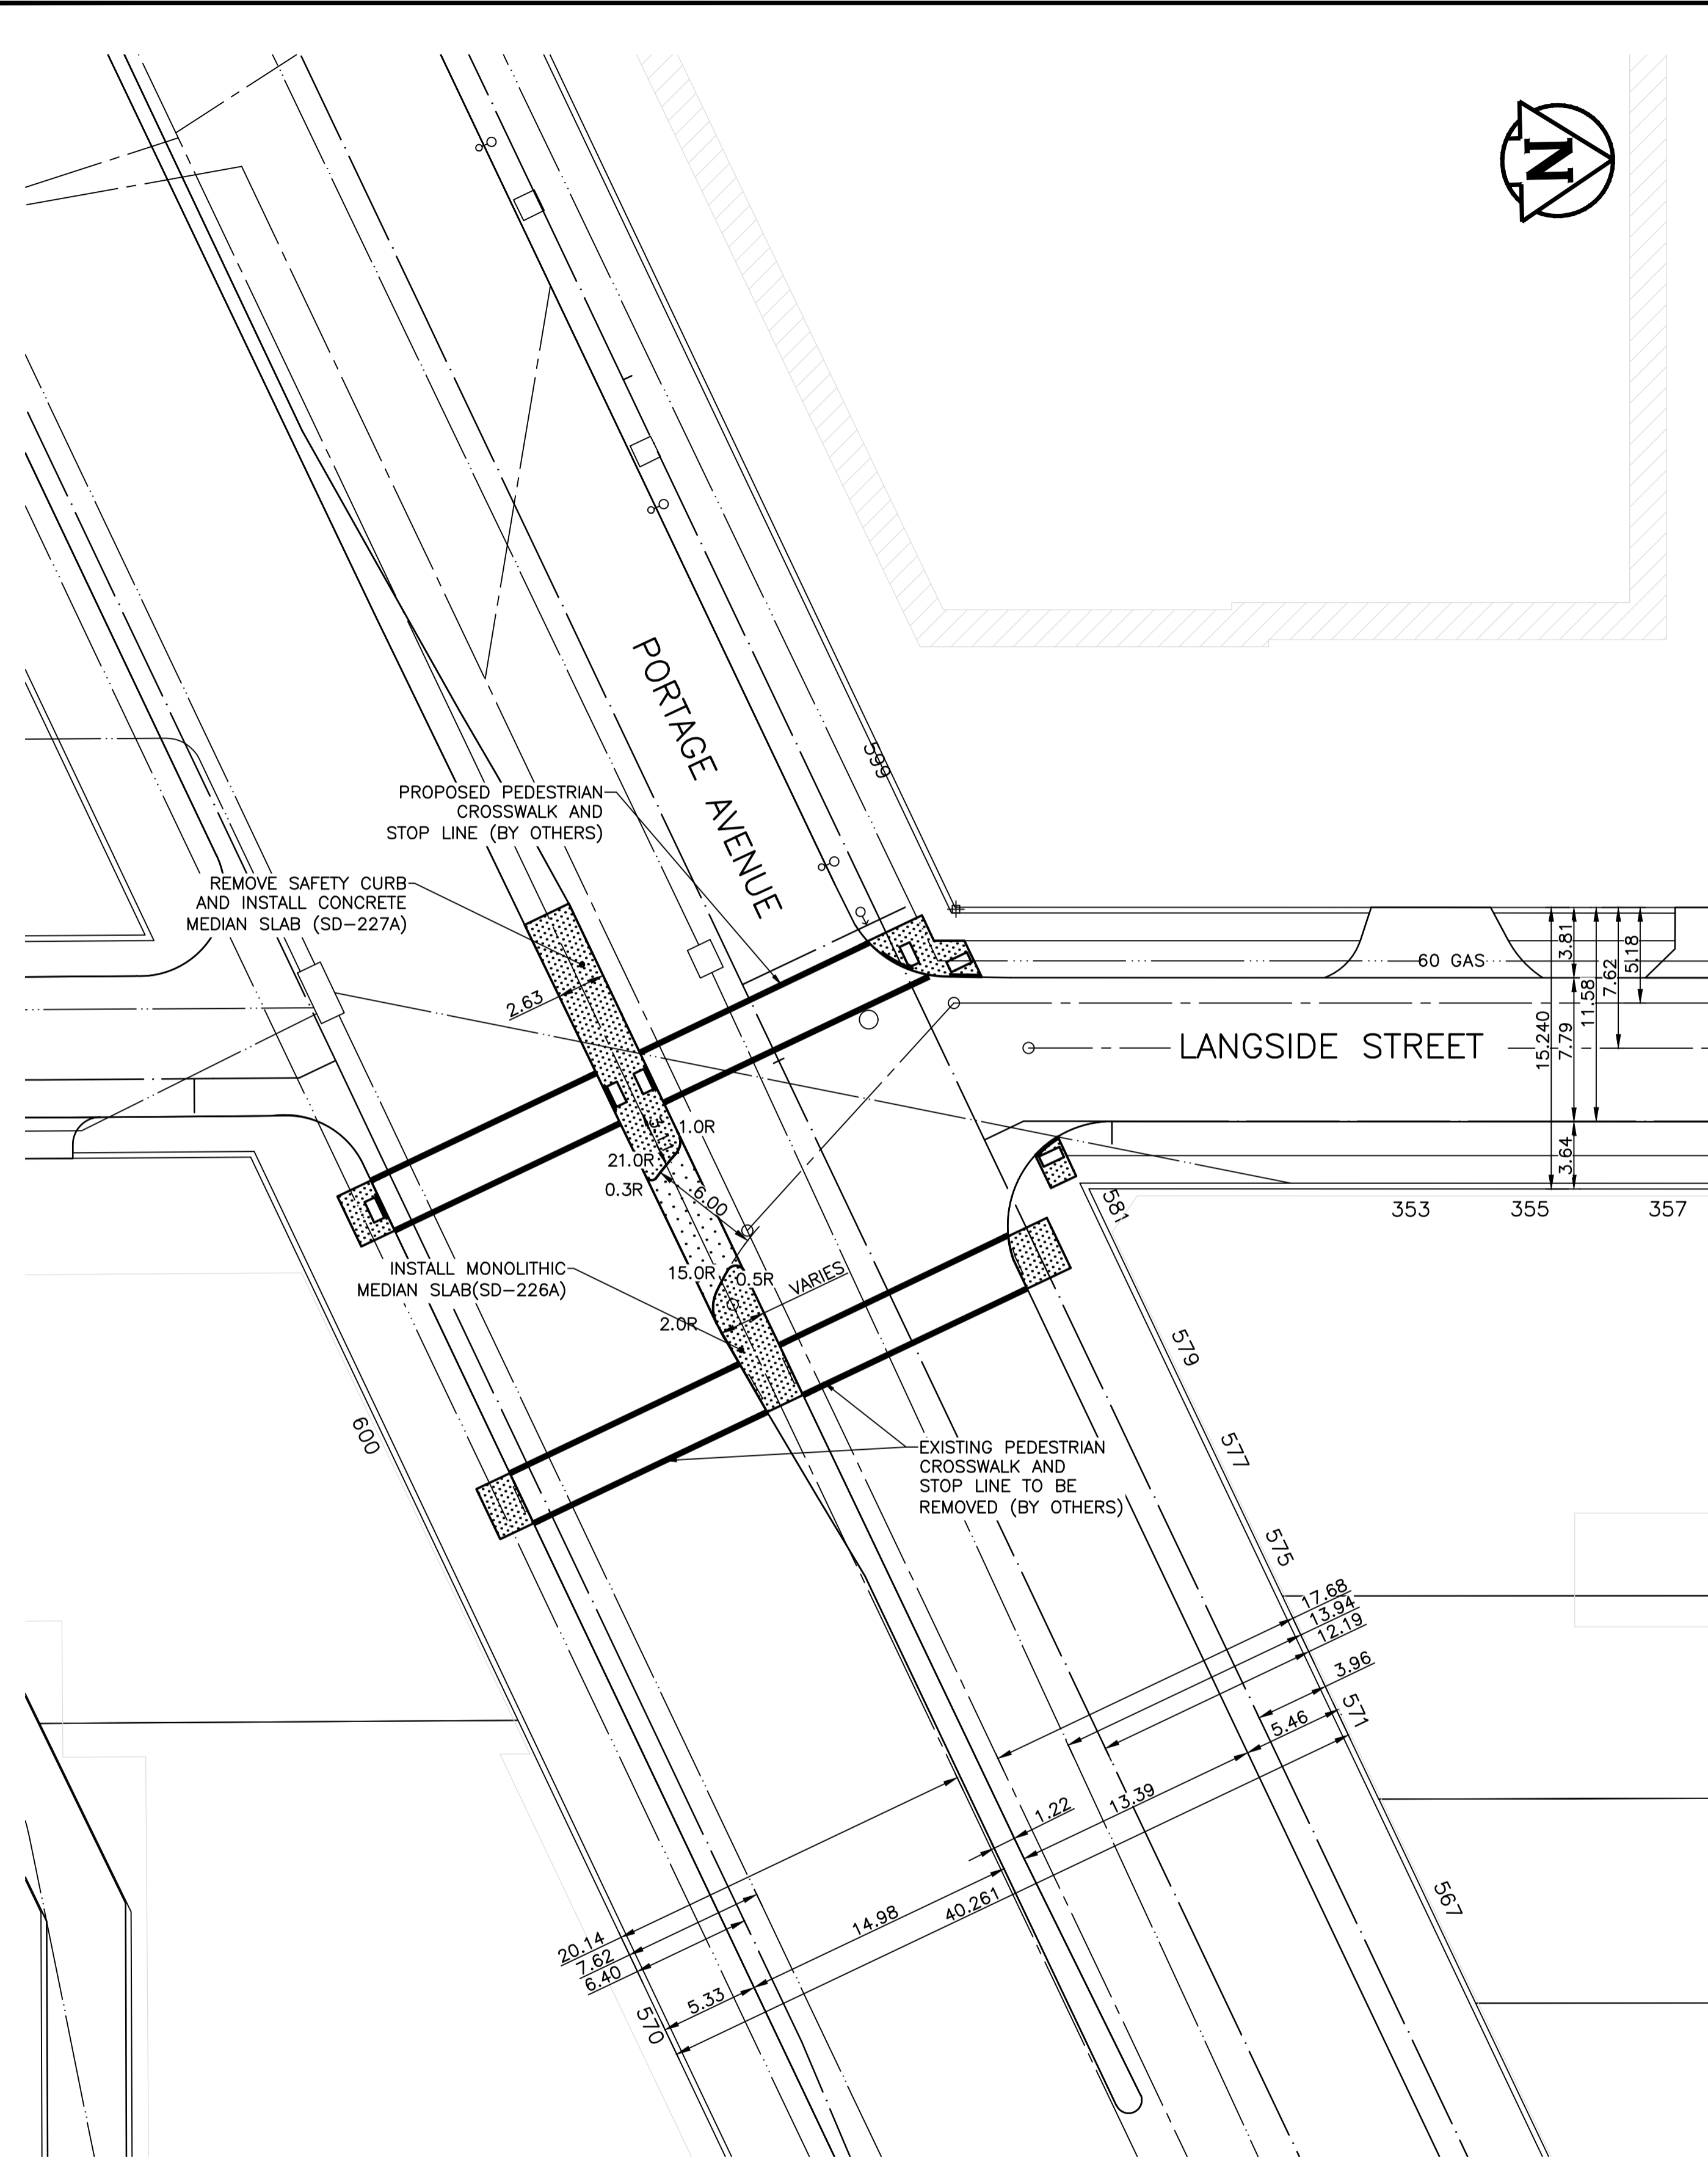 N
PORTAGE AVENUE
599
PROPOSED PEDESTRIAN
CROSSWALK AND
STOP LINE (BY OTHERS)
REMOVE SAFETY CURB
AND INSTALL CONCRETE
MEDIAN SLAB (SD-227A)
2.63
60 GAS
3.81
5.18
7.62
11.58
15.240
7.79
3.64
LANGSIDE STREET
353
355
357
1.0R
21.0R
0.3R
6.00
15.0R
0.5R
VARIES
2.0R
INSTALL MONOLITHIC
MEDIAN SLAB(SD-226A)
581
579
577
575
571
567
600
EXISTING PEDESTRIAN
CROSSWALK AND
STOP LINE TO BE
REMOVED (BY OTHERS)
17.68
13.94
12.19
3.96
5.46
13.39
1.22
14.98
40.261
20.14
7.62
6.40
5.33
570